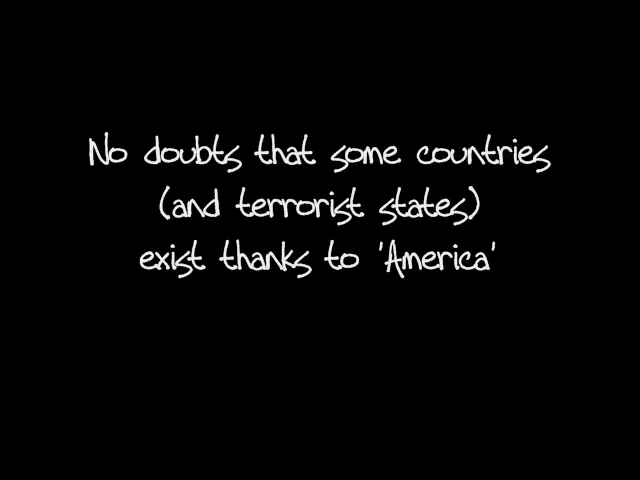 No doubts that some countries
(and terrorist states)
exist thanks to 'America'